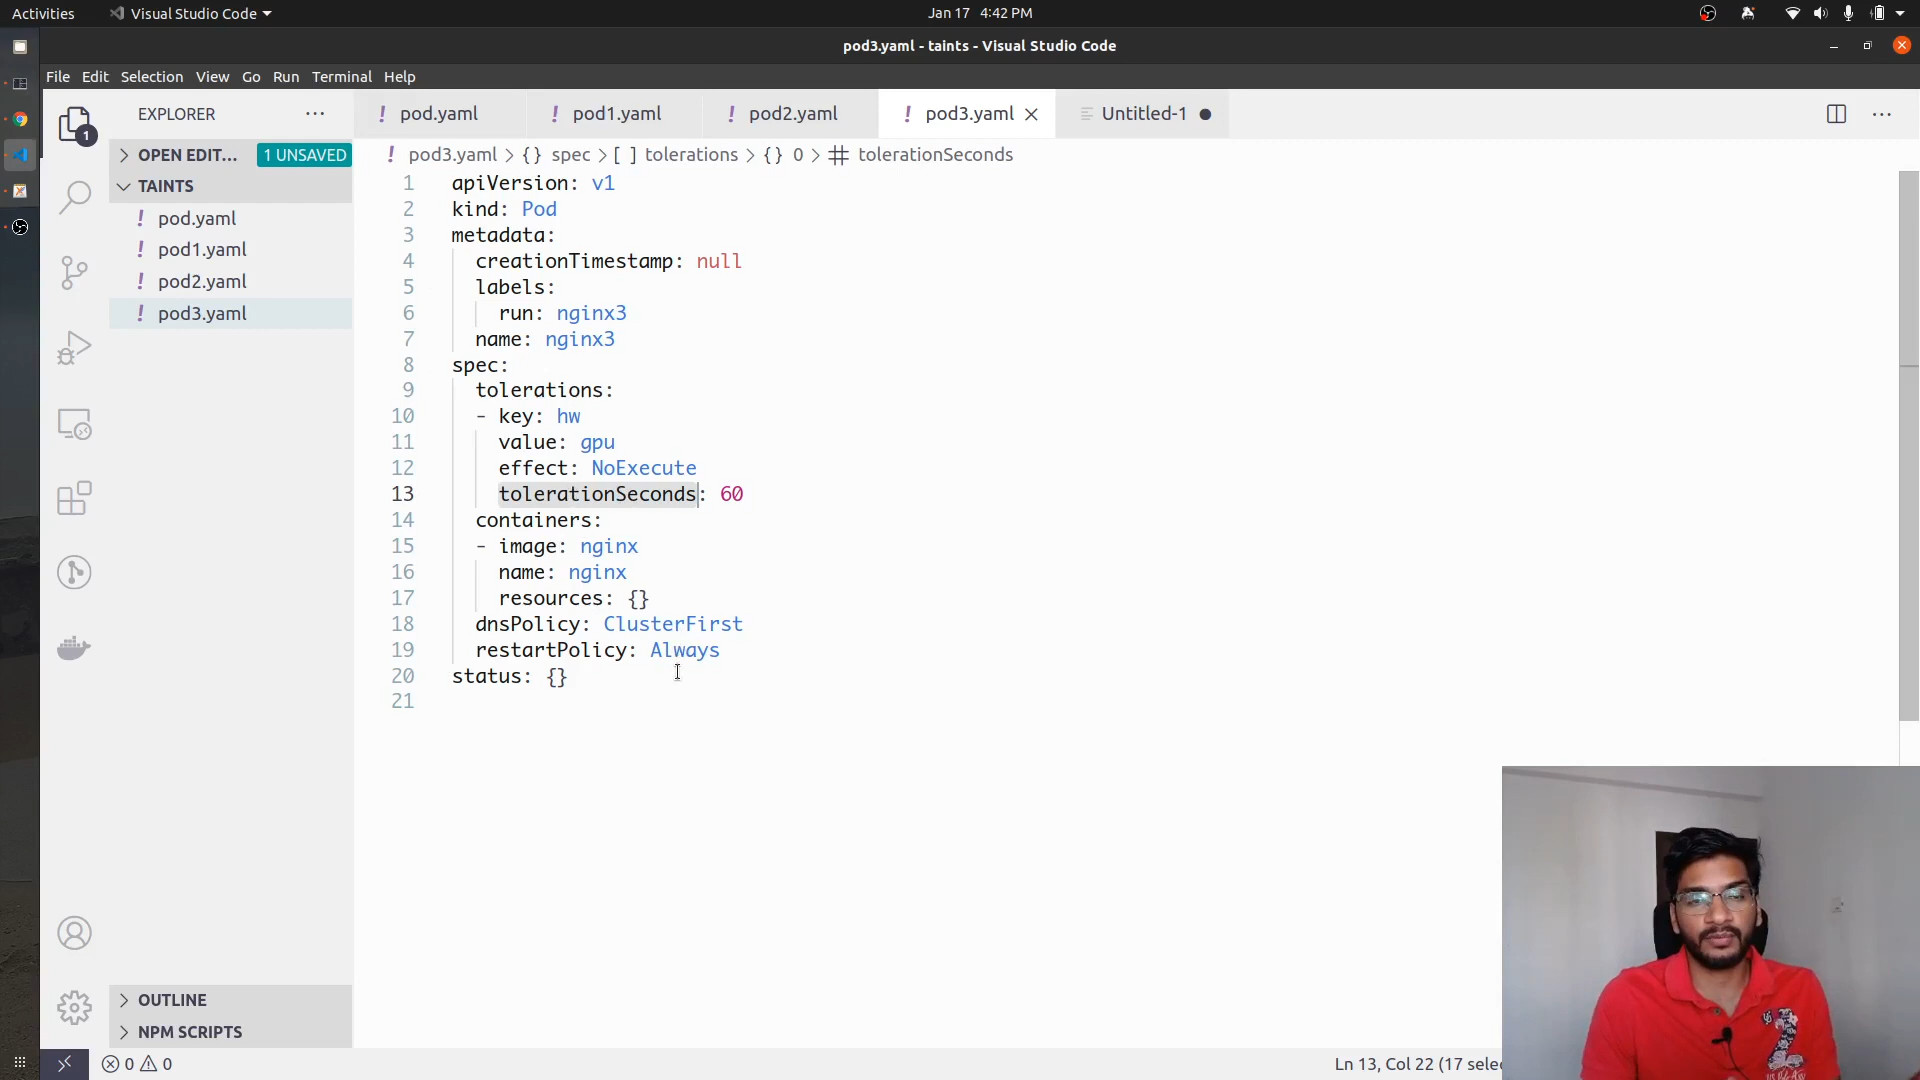 Activities Visual Studio Code Jan 17 4:42 PM
pod3.yaml - taints - Visual Studio Code
File Edit Selection View Go Run Terminal Help
EXPLORER
pod.yaml pod1.yaml pod2.yaml pod3.yaml Untitled-1
OPEN EDIT... 1 UNSAVED
pod3.yaml > {} spec > [ ] tolerations > {} 0 > # tolerationSeconds
TAINTS
pod.yaml
pod1.yaml
pod2.yaml
pod3.yaml
1 apiVersion: v1
2 kind: Pod
3 metadata:
4 creationTimestamp: null
5 labels:
6 run: nginx3
7 name: nginx3
8 spec:
9 tolerations:
10 - key: hw
11 value: gpu
12 effect: NoExecute
13 tolerationSeconds: 60
14 containers:
15 - image: nginx
16 name: nginx
17 resources: {}
18 dnsPolicy: ClusterFirst
19 restartPolicy: Always
20 status: {}
21
OUTLINE
NPM SCRIPTS
0 0
Ln 13, Col 22 (17 selec
1
2